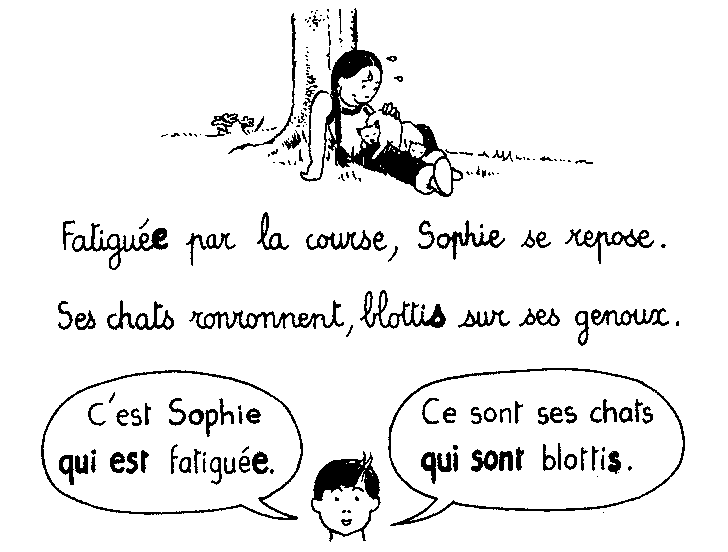 Fatiguée par la course, Sophie se repose.
Ses chats ronronnent, blottis sur ses genoux.
C'est Sophie
qui est fatiguée.
Ce sont ses chats
qui sont blottis.